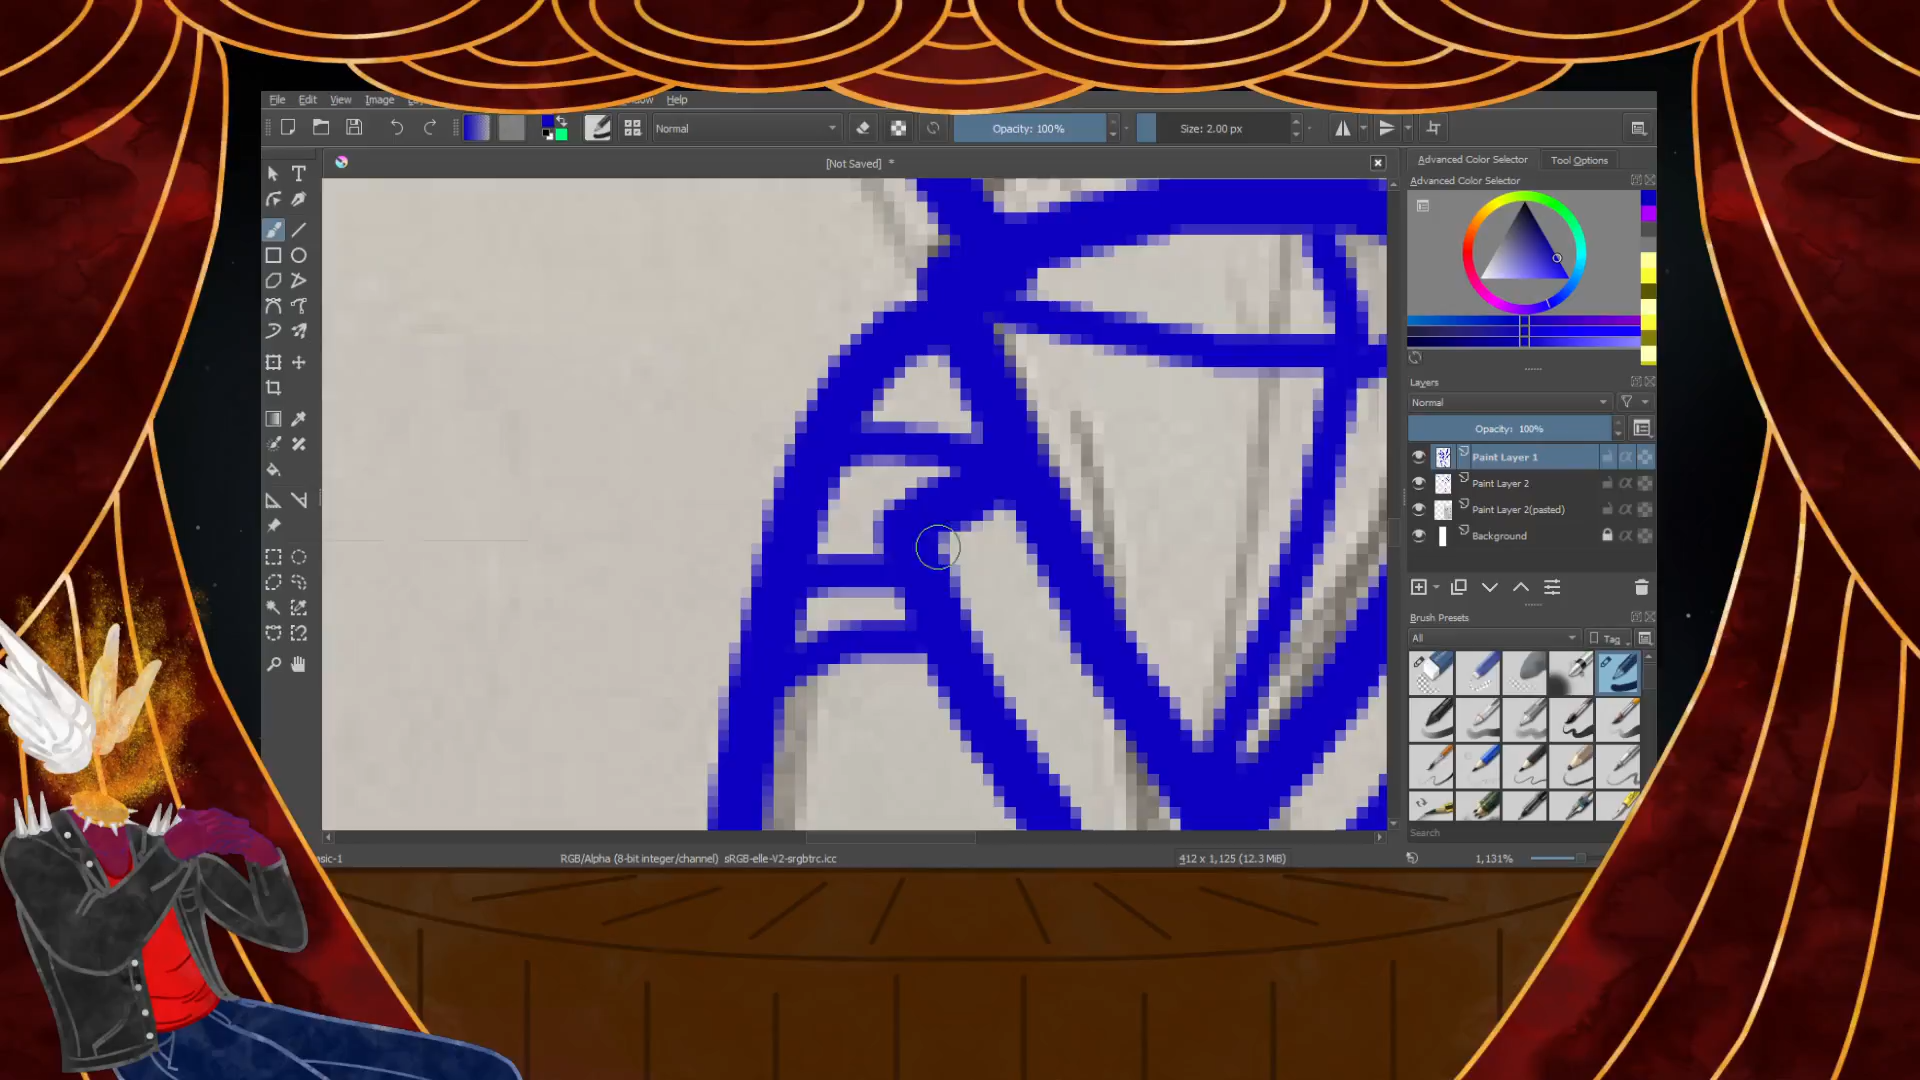 File Edit View Image Help
Normal
Opacity: 100%
Size: 2.00 px
[Not Saved] *
Advanced Color Selector
Tool Options
Advanced Color Selector
Layers
Normal
Opacity: 100%
Paint Layer 1
Paint Layer 2
Paint Layer 2(pasted)
Background
Brush Presets
All
Tag
Search
RGB/Alpha (8-bit integer/channel) sRGB-elle-V2-srgbtrc.icc
412 x 1,125 (12.3 MiB)
1,131%